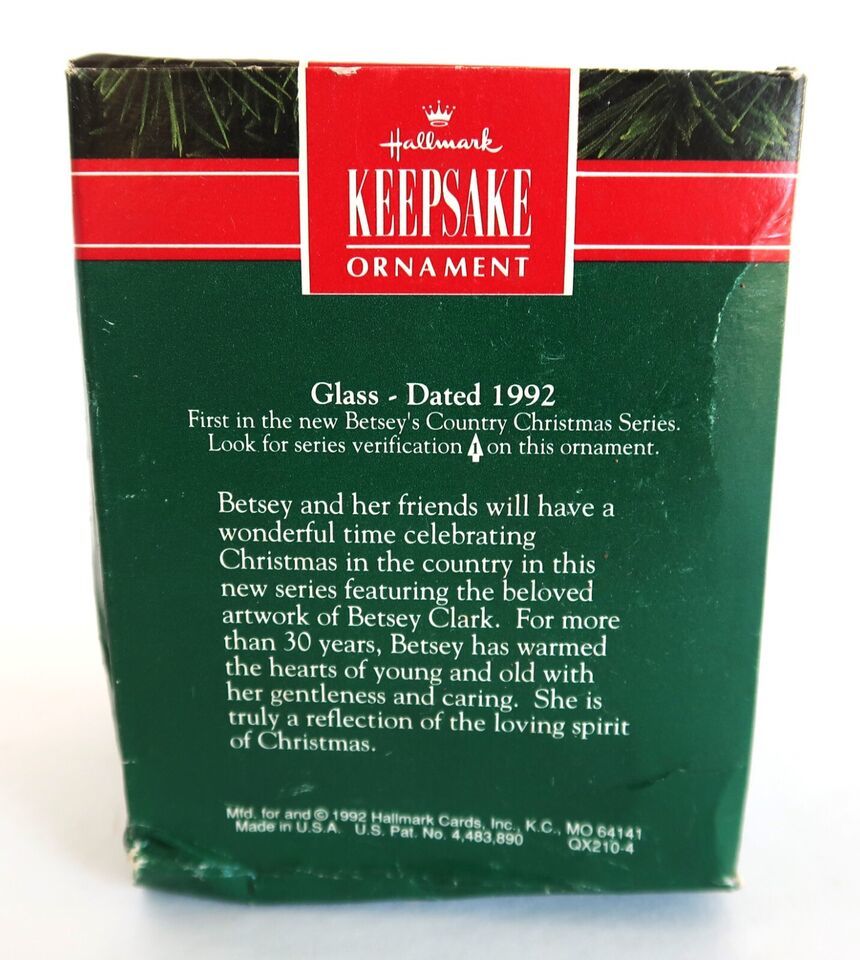 Hallmark
KEEPSAKE
ORNAMENT
Glass - Dated 1992
First in the new Betsey's Country Christmas Series.
Look for series verification 1 on this ornament.
Betsey and her friends will have a
wonderful time celebrating
Christmas in the country in this
new series featuring the beloved
artwork of Betsey Clark. For more
than 30 years, Betsey has warmed
the hearts of young and old with
her gentleness and caring. She is
truly a reflection of the loving spirit
of Christmas.
Mfd. for and © 1992 Hallmark Cards, Inc., K.C., MO 64141
Made in U.S.A. U.S. Pat. No. 4,483,890 QX210-4